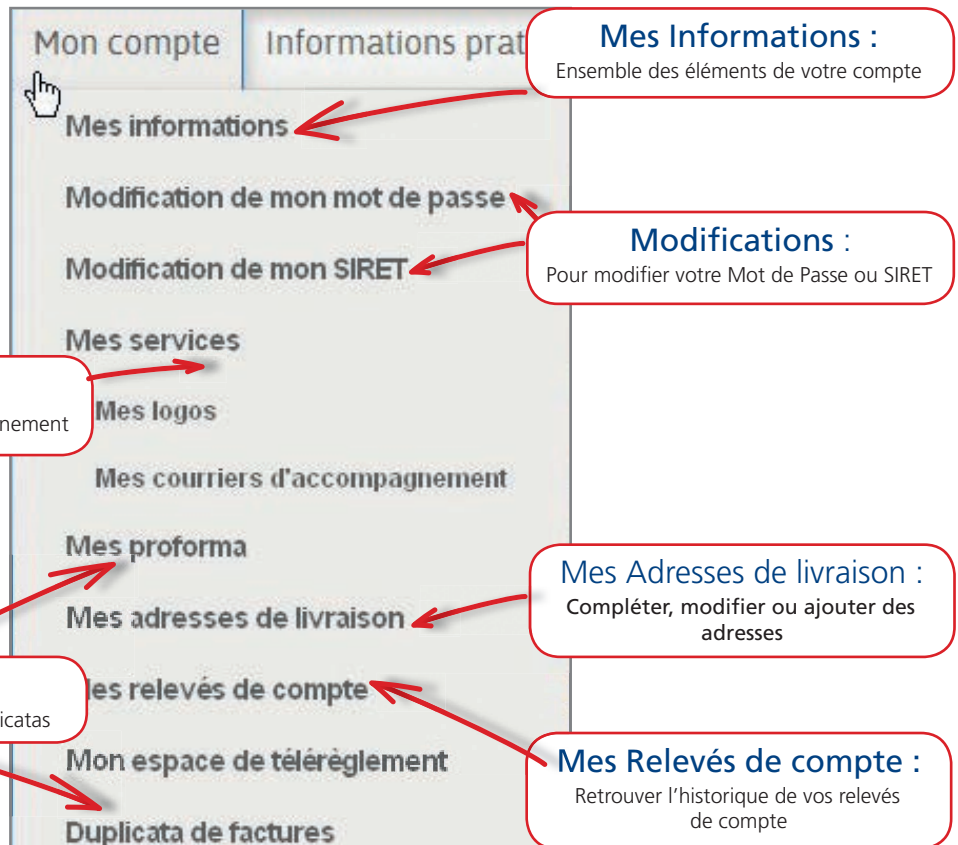 Mon compte
Informations prat
Mes Informations :
Ensemble des éléments de votre compte
Mes informations
Modification de mon mot de passe
Modifications :
Pour modifier votre Mot de Passe ou SIRET
Modification de mon SIRET
Mes services
nement
Mes logos
Mes courriers d'accompagnement
Mes proforma
Mes Adresses de livraison :
Compléter, modifier ou ajouter des
adresses
Mes adresses de livraison
es relevés de compte
icatas
Mon espace de télérèglement
Mes Relevés de compte :
Retrouver l'historique de vos relevés
de compte
Duplicata de factures